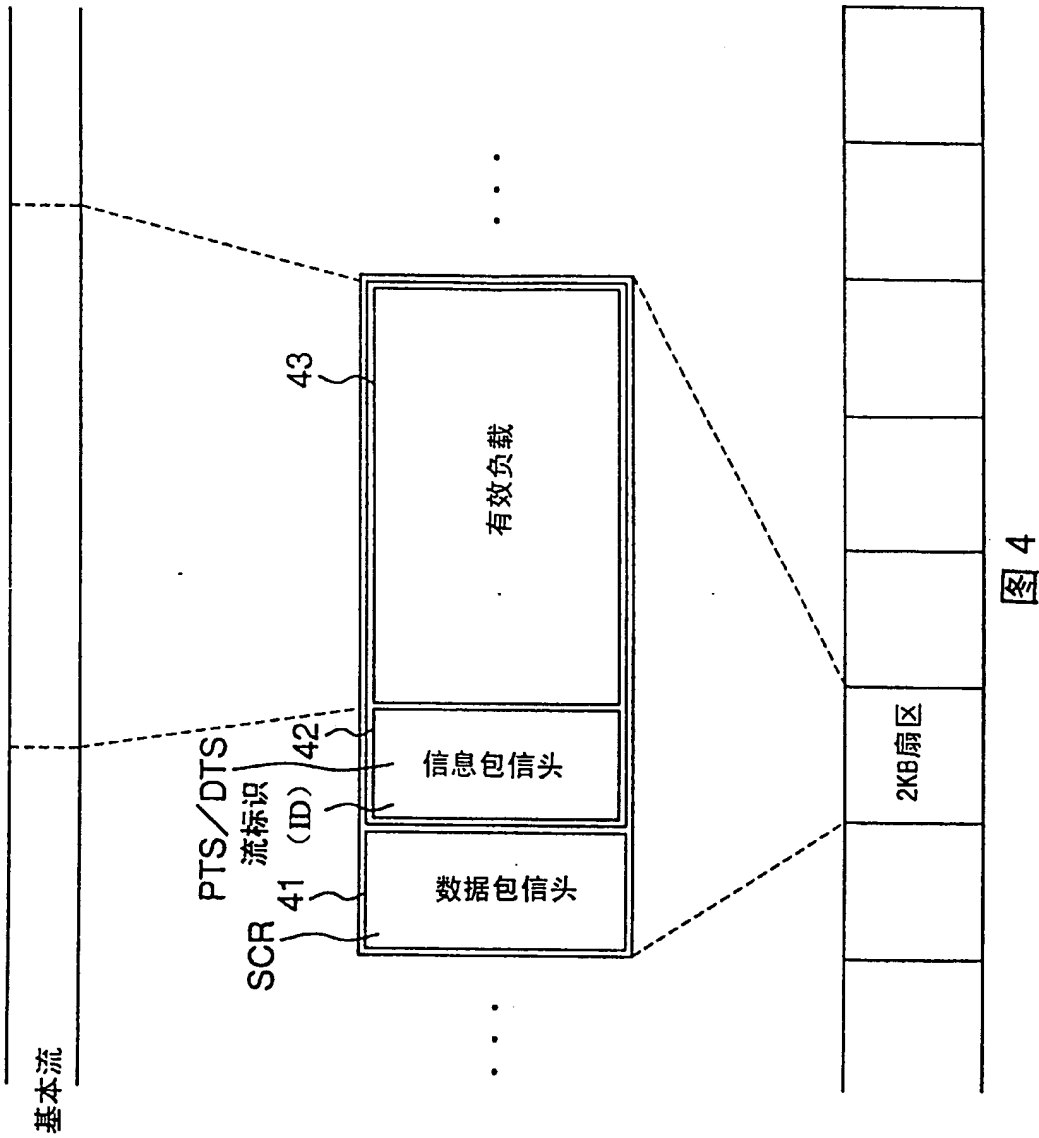 基本流
PTS/DTS
流标识
(ID)
SCR
41
42
43
数据包信头
信息包信头
有效负载
2KB扇区
图 4